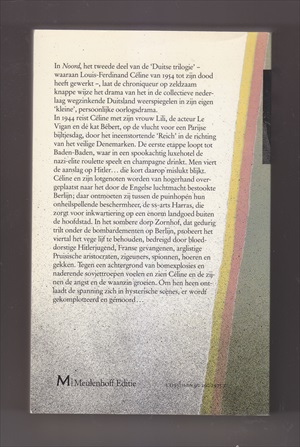 In Noord, het tweede deel van de 'Duitse trilogie' –
waaraan Louis-Ferdinand Céline van 1954 tot zijn dood
heeft gewerkt –, laat de chroniqueur op zeldzaam
knappe wijze het drama van het in de collectieve neder-
laag wegzinkende Duitsland weerspiegelen in zijn eigen
'kleine', persoonlijke oorlogsdrama.
In 1944 reist Céline met zijn vrouw Lili, de acteur Le
Vigan en de kat Bébert, op de vlucht voor een Parijse
bijltjesdag, door het ineenstortende 'Reich' in de richting
van het veilige Denemarken. De eerste etappe loopt tot
Baden-Baden, waar in een spookachtig luxehotel de
nazi-elite roulette speelt en champagne drinkt. Men viert
de aanslag op Hitler... die kort daarop mislukt blijkt.
Céline en zijn lotgenoten worden van hogerhand over-
geplaatst naar het door de Engelse luchtmacht bestookte
Berlijn; daar ontmoeten zij tussen de puinhopen hun
onheilspellende beschermheer, de ss-arts Harras, die
zorgt voor inkwartiering op een enorm landgoed buiten
de hoofdstad. In het sombere dorp Zornhof, dat gedurig
trilt onder de bombardementen op Berlijn, probeert het
viertal het vege lijf te behouden, bedreigd door bloed-
dorstige Hitlerjugend, Franse gevangenen, arglistige
Pruisische aristocraten, zigeuners, spionnen, hoeren en
gekken. Tegen een achtergrond van bomexplosies en
naderende sovjettroepen voelen en zien Céline en de zij-
nen de angst en de waanzin groeien. Om hen heen ont-
laadt de spanning zich in hysterische scènes, er wordt
gekomplotteerd en gemoord...
M Meulenhoff Editie